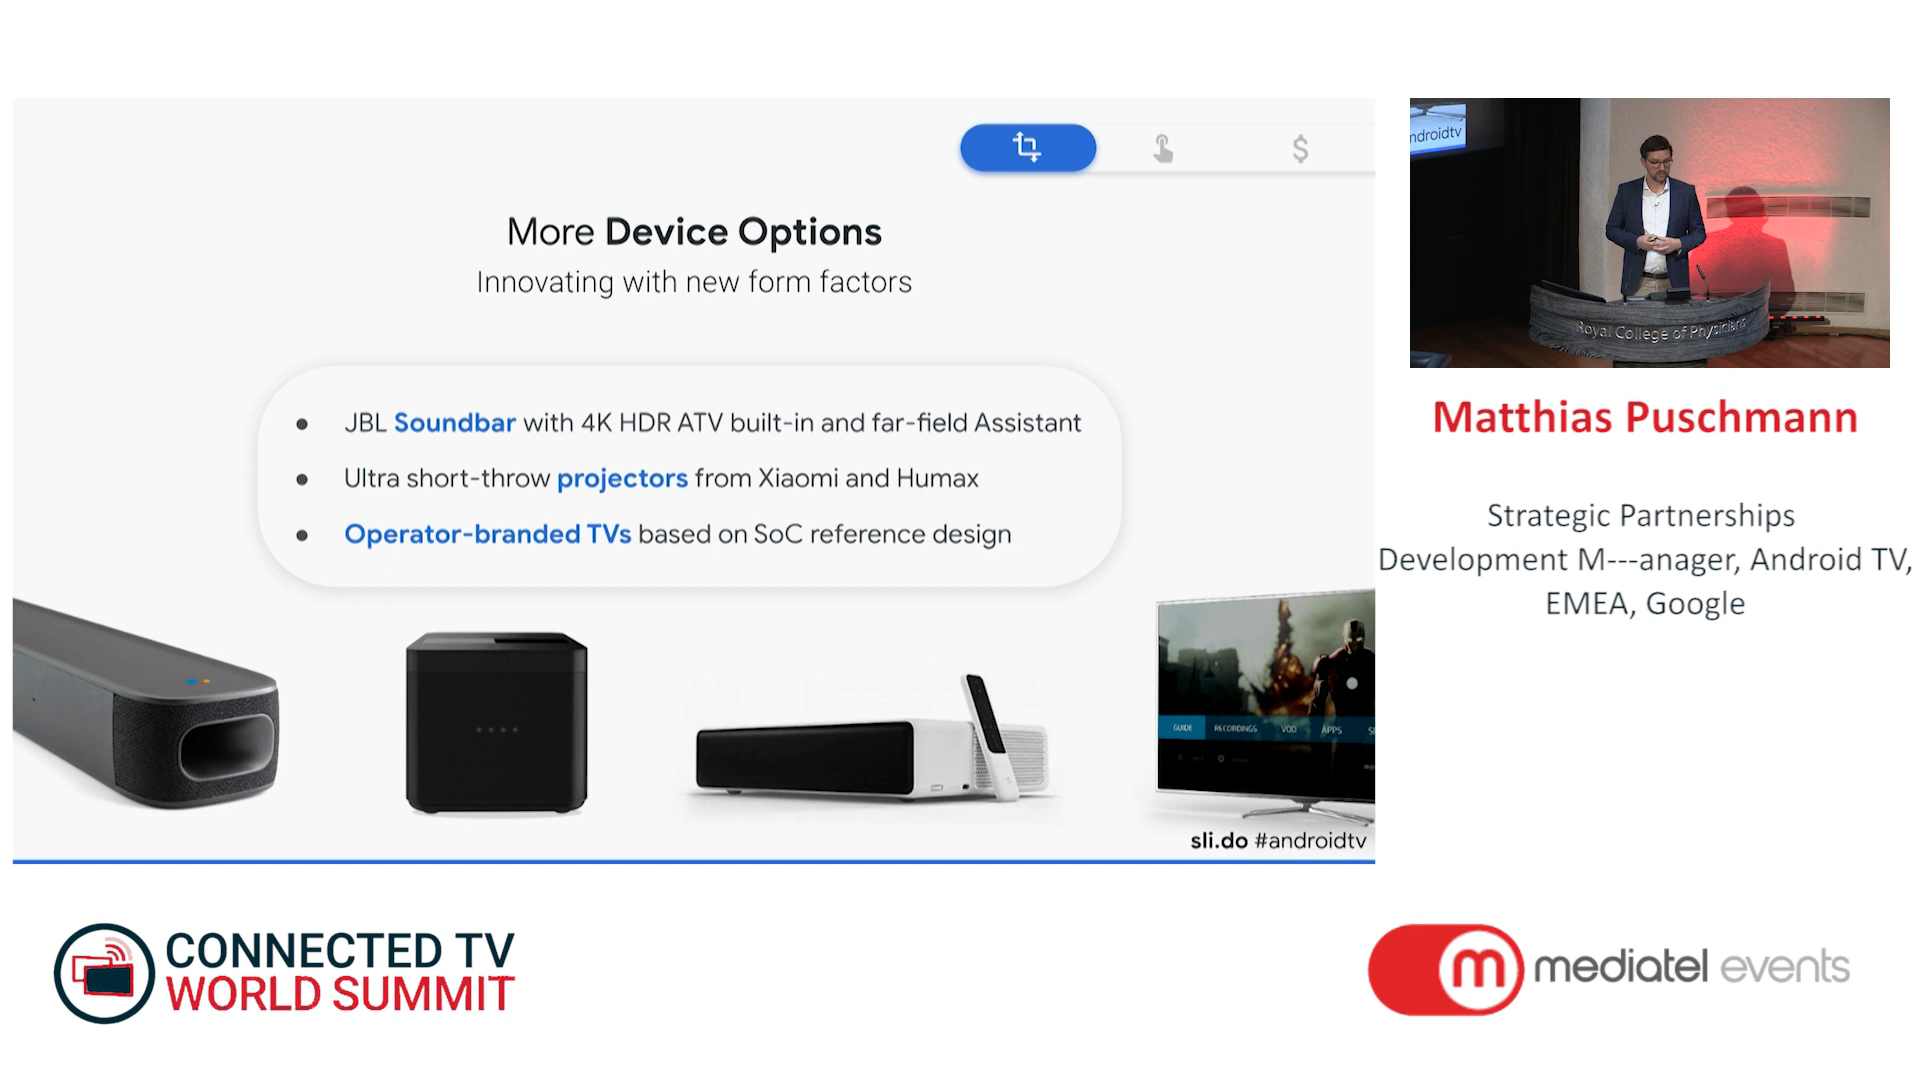 More Device Options
Innovating with new form factors
JBL Soundbar with 4K HDR ATV built-in and far-field Assistant
Ultra short-throw projectors from Xiaomi and Humax
Operator-branded TVs based on SoC reference design
GUIDE RECORDINGS VOD APPS
sli.do #androidtv
ndroidtv
Royal College of Physicians
Matthias Puschmann
Strategic Partnerships
Development M---anager, Android TV,
EMEA, Google
CONNECTED TV
WORLD SUMMIT
m mediatel events